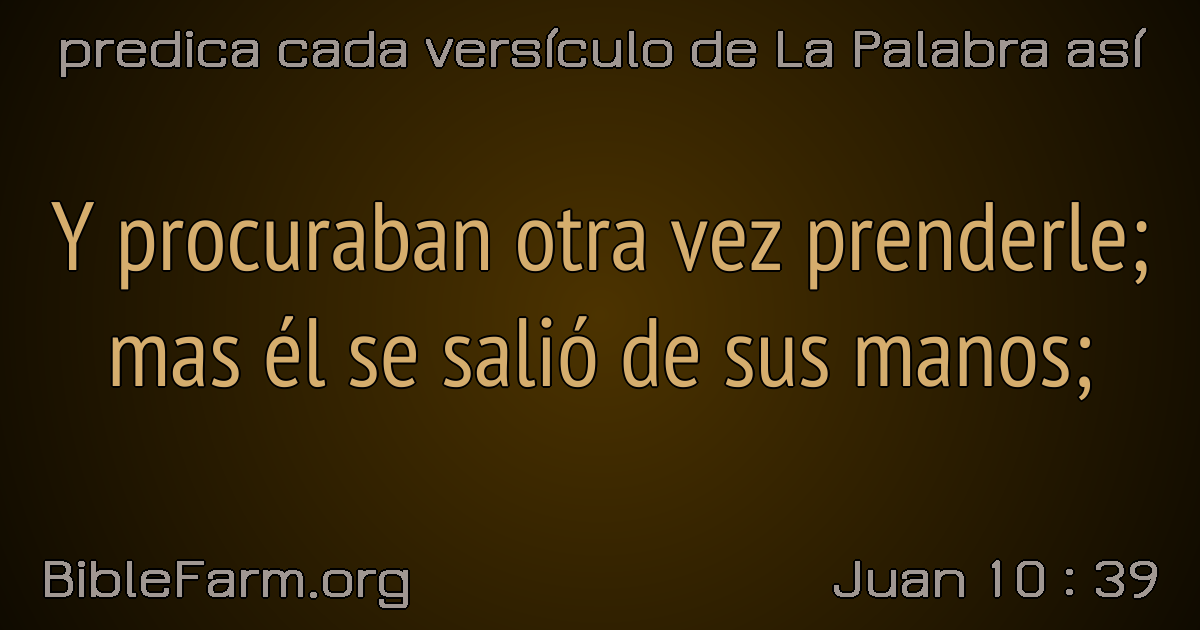 predica cada versículo de La Palabra así
Y procuraban otra vez prenderle;
mas él se salió de sus manos;
BibleFarm.org
Juan 10 : 39